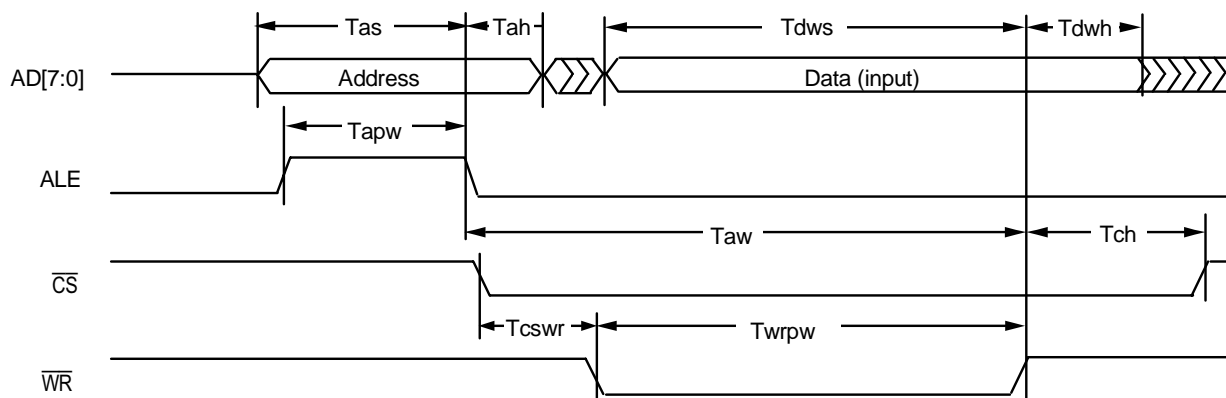 Tas
Tah
Tdws
Tdwh
AD[7:0]
Address
Data (input)
Tapw
ALE
Taw
Tch
CS
Tcswr
Twrpw
WR